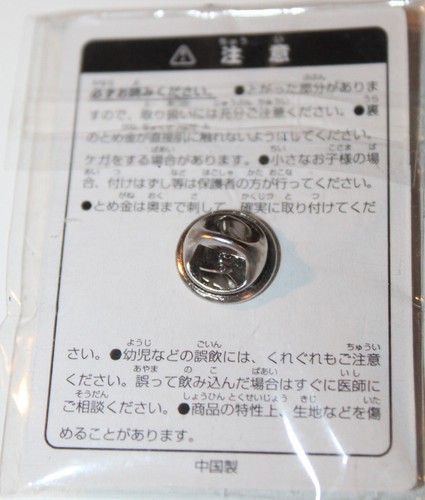 ⚠ 注意
必ずお読みください。 ●とがった部分がありま
すので、取り扱いには充分ご注意ください。●裏
のとめ金が直接肌に触れないようにしてください。
ケガをする場合があります。●小さなお子様の場
合、付けはずし等は保護者の方が行ってください。
●とめ金は奥まで刺して、確実に取り付けてくだ
さい。●幼児などの誤飲には、くれぐれもご注意
ください。誤って飲み込んだ場合はすぐに医師に
ご相談ください。●商品の特性上、生地などを傷
めることがあります。
中国製